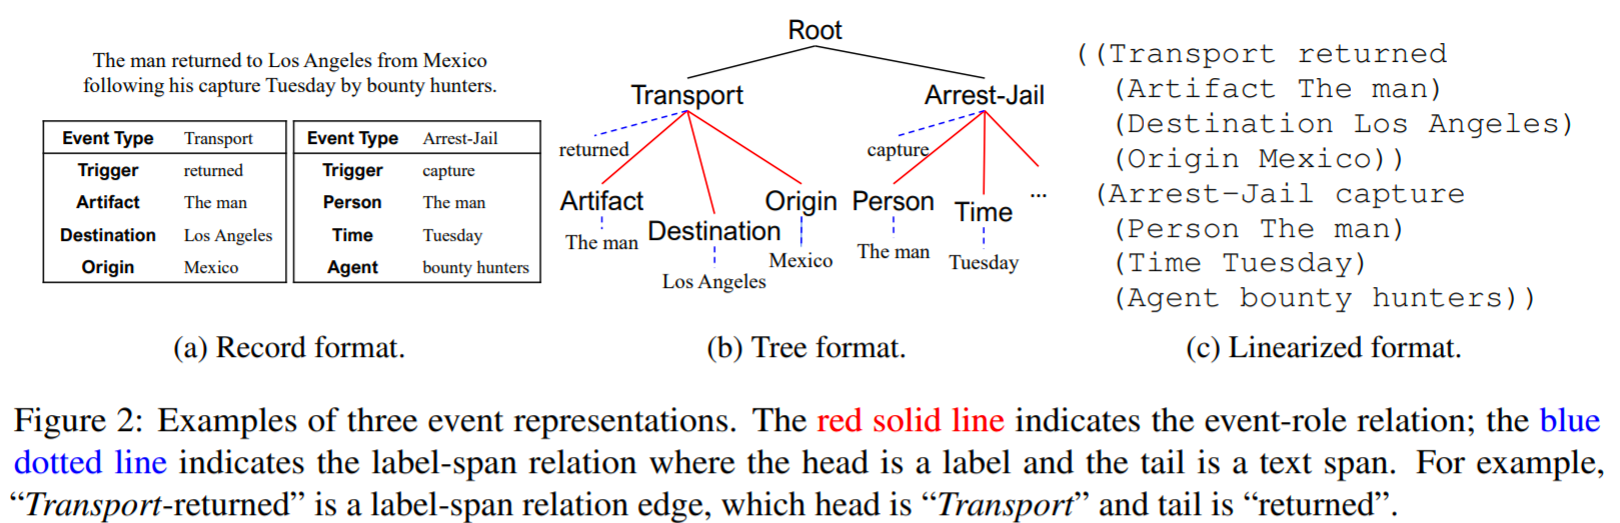 The man returned to Los Angeles from Mexico
following his capture Tuesday by bounty hunters.
Event Type Transport
Trigger returned
Artifact The man
Destination Los Angeles
Origin Mexico
Event Type Arrest-Jail
Trigger capture
Person The man
Time Tuesday
Agent bounty hunters
(a) Record format.
Root
Transport Arrest-Jail
returned capture
Artifact Destination Origin Person Time ...
The man Los Angeles Mexico The man Tuesday
(b) Tree format.
((Transport returned
(Artifact The man)
(Destination Los Angeles)
(Origin Mexico))
(Arrest-Jail capture
(Person The man)
(Time Tuesday)
(Agent bounty hunters))
(c) Linearized format.
Figure 2: Examples of three event representations. The red solid line indicates the event-role relation; the blue
dotted line indicates the label-span relation where the head is a label and the tail is a text span. For example,
“Transport-returned” is a label-span relation edge, which head is “Transport” and tail is “returned”.